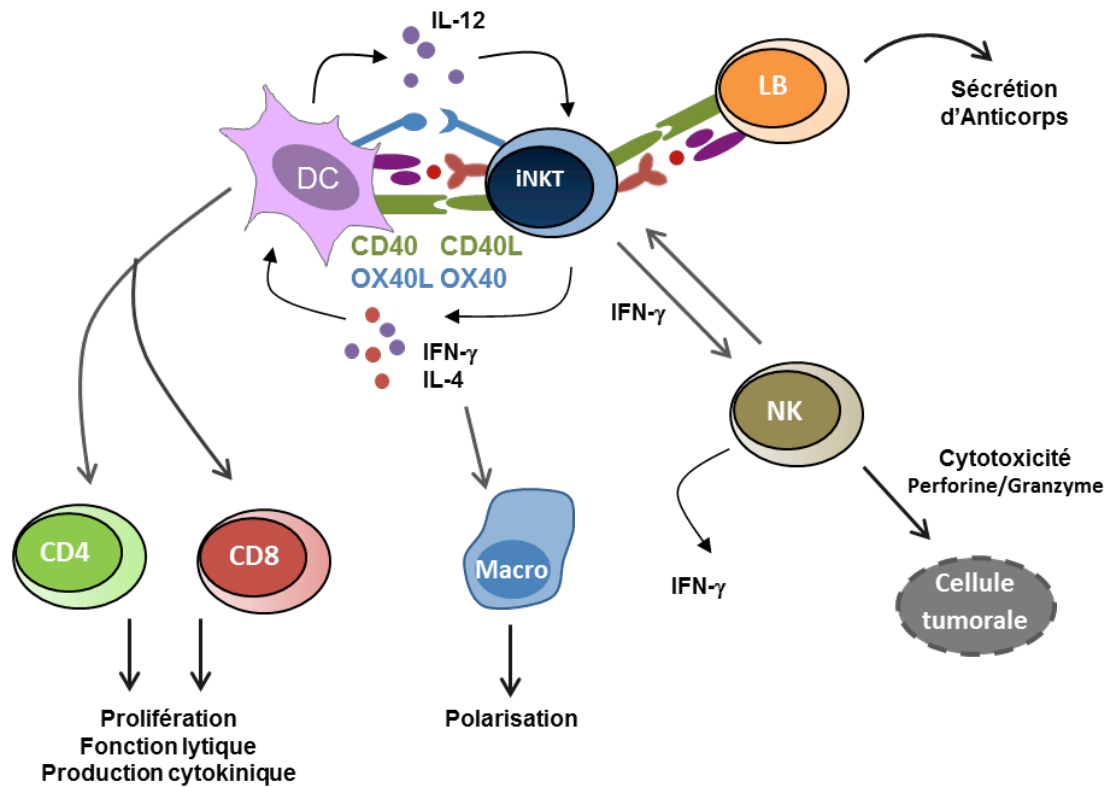 IL-12
LB
Sécrétion
d’Anticorps
DC
iNKT
CD40 CD40L
OX40L OX40
IFN-γ
IFN-γ
IL-4
NK
Cytotoxicité
Perforine/Granzyme
CD4
CD8
Macro
IFN-γ
Cellule
tumorale
Prolifération
Fonction lytique
Production cytokinique
Polarisation